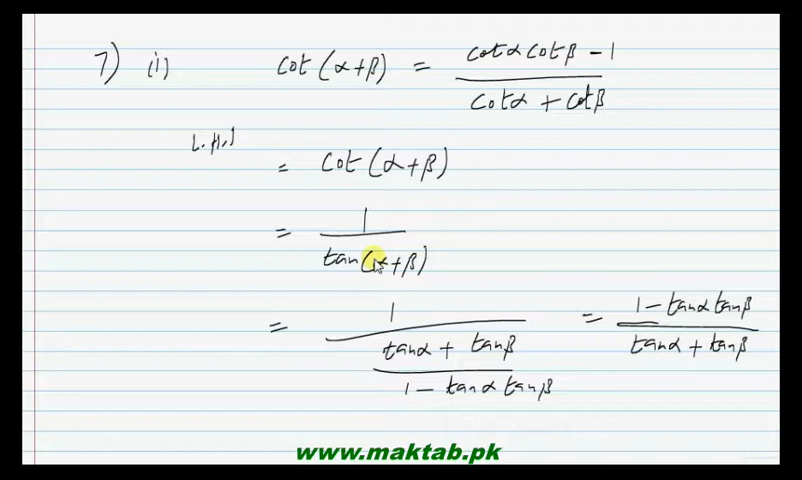 7) (i) cot (α+β) = cotα cotβ − 1 / cotα + cotβ
L.H.S
= cot (α+β)
= 1 / tan(α+β)
= 1 / (tanα + tanβ / 1 − tanα tanβ) = 1 − tanα tanβ / tanα + tanβ
www.maktab.pk